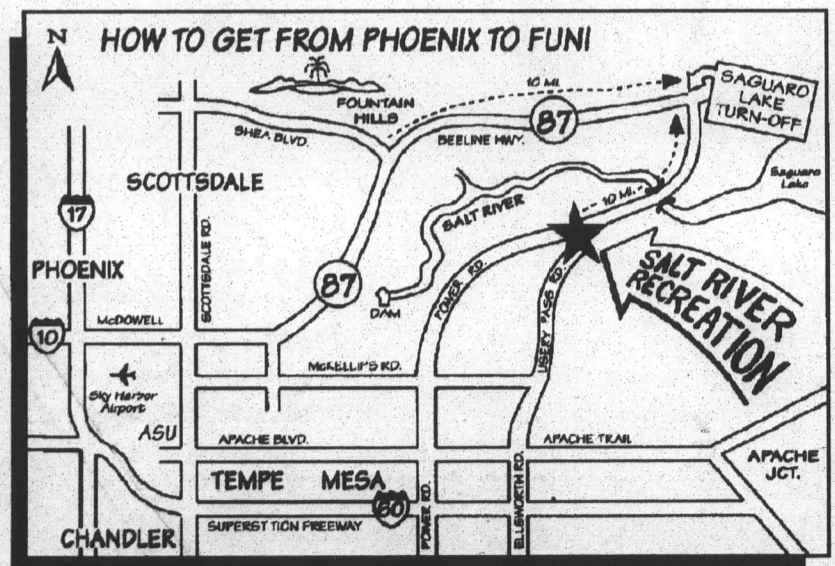 N
HOW TO GET FROM PHOENIX TO FUN!
10 MI.
SAGUARO
LAKE
TURN-OFF
FOUNTAIN
HILLS
87
SHEA BLVD.
BEELINE HWY.
Saguaro
Lake
SCOTTSDALE
17
SALT RIVER
10 MI.
PHOENIX
SCOTTSDALE RD.
87
DAM
POWER RD.
USERY PASS RD.
SALT RIVER
RECREATION
10
McDOWELL
McKELLIPS RD.
Sky Harbor
Airport
ASU
APACHE BLVD.
APACHE TRAIL
APACHE
JCT.
TEMPE
MESA
60
POWER RD.
ELLSWORTH RD.
SUPERSTITION FREEWAY
CHANDLER